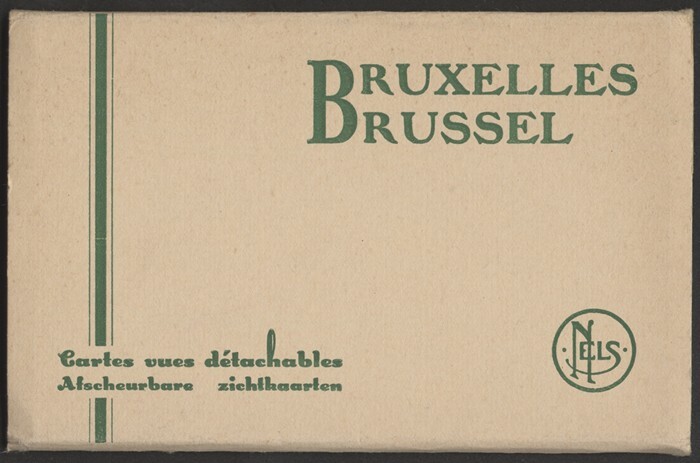 BRUXELLES
BRUSSEL
Cartes vues détachables
Afscheurbare zichtkaarten
NELS